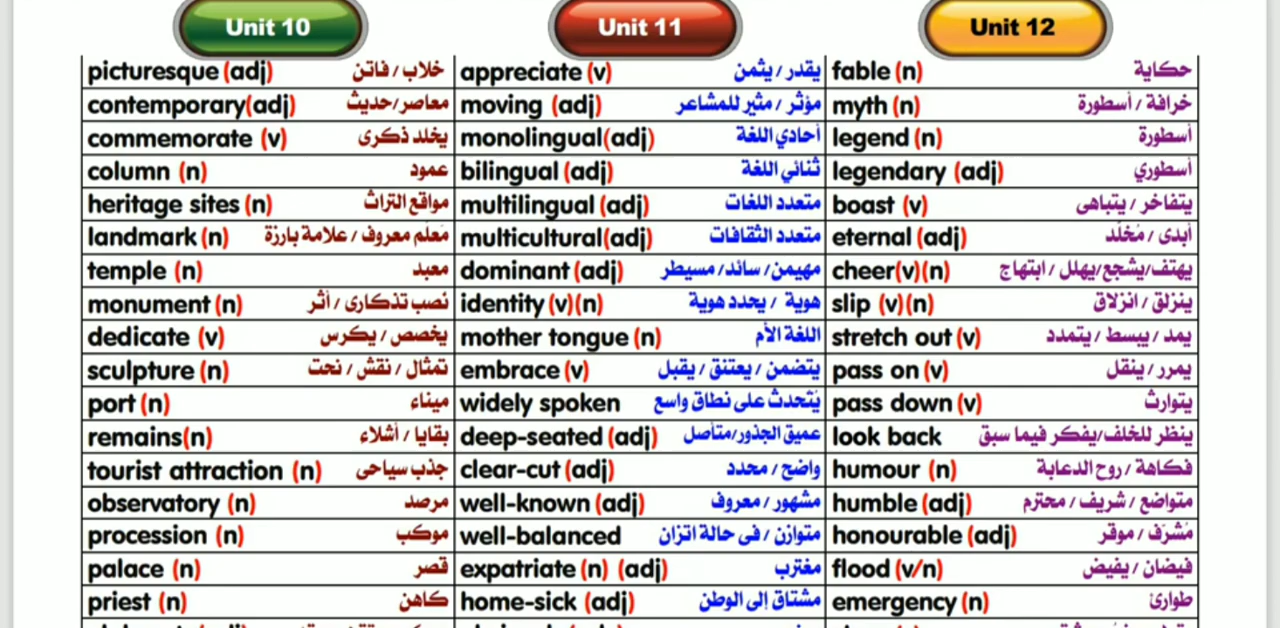 Unit 10 Unit 11 Unit 12
picturesque (adj) خلاب / فاتن appreciate (v) يقدر / يثمن fable (n) حكاية
contemporary(adj) معاصر/حديث moving (adj) مؤثر / مثير للمشاعر myth (n) خرافة / أسطورة
commemorate (v) يخلد ذكرى monolingual(adj) أحادي اللغة legend (n) أسطورة
column (n) عمود bilingual (adj) ثنائي اللغة legendary (adj) أسطوري
heritage sites (n) مواقع التراث multilingual (adj) متعدد اللغات boast (v) يتفاخر / يتباهى
landmark (n) مَعلَم معروف / علامة بارزة multicultural(adj) متعدد الثقافات eternal (adj) أبدى / مُخلَّد
temple (n) معبد dominant (adj) مهيمن/ سائد/ مسيطر cheer(v)(n) يهتف/يشجع/يهلل / ابتهاج
monument (n) نُصب تذكارى / أثر identity (v)(n) هوية / يحدد هوية slip (v)(n) ينزلق / انزلاق
dedicate (v) يخصص / يكرس mother tongue (n) اللغة الأم stretch out (v) يمد / يبسط / يتمدد
sculpture (n) تمثال / نقش / نحت embrace (v) يتضمن / يعتنق / يقبل pass on (v) يمرر / ينقل
port (n) ميناء widely spoken يُتحدث على نطاق واسع pass down (v) يتوارث
remains(n) بقايا / أشلاء deep-seated (adj) عميق الجذور/متأصل look back ينظر للخلف/يفكر فيما سبق
tourist attraction (n) جذب سياحى clear-cut (adj) واضح / محدد humour (n) فكاهة / روح الدعابة
observatory (n) مرصد well-known (adj) مشهور / معروف humble (adj) متواضع / شريف / محترم
procession (n) موكب well-balanced متوازن / فى حالة اتزان honourable (adj) مُشرّف / موقر
palace (n) قصر expatriate (n) (adj) مغترب flood (v/n) فيضان / يفيض
priest (n) كاهن home-sick (adj) مشتاق إلى الوطن emergency (n) طوارئ